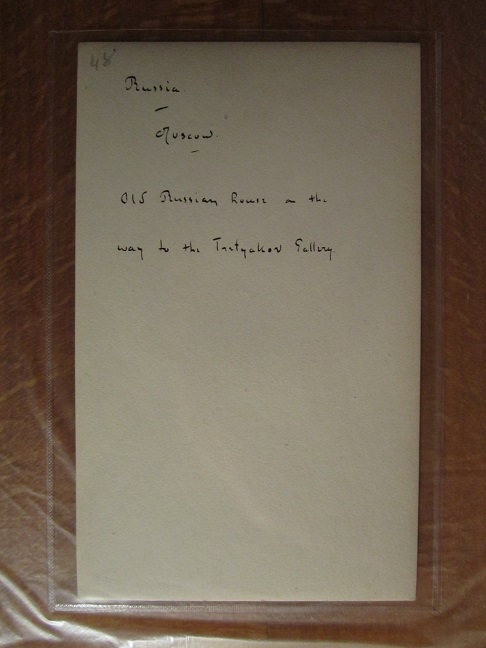 48
Russia.
Moscow.
Old Russian house on the
way to the Tretyakov Gallery